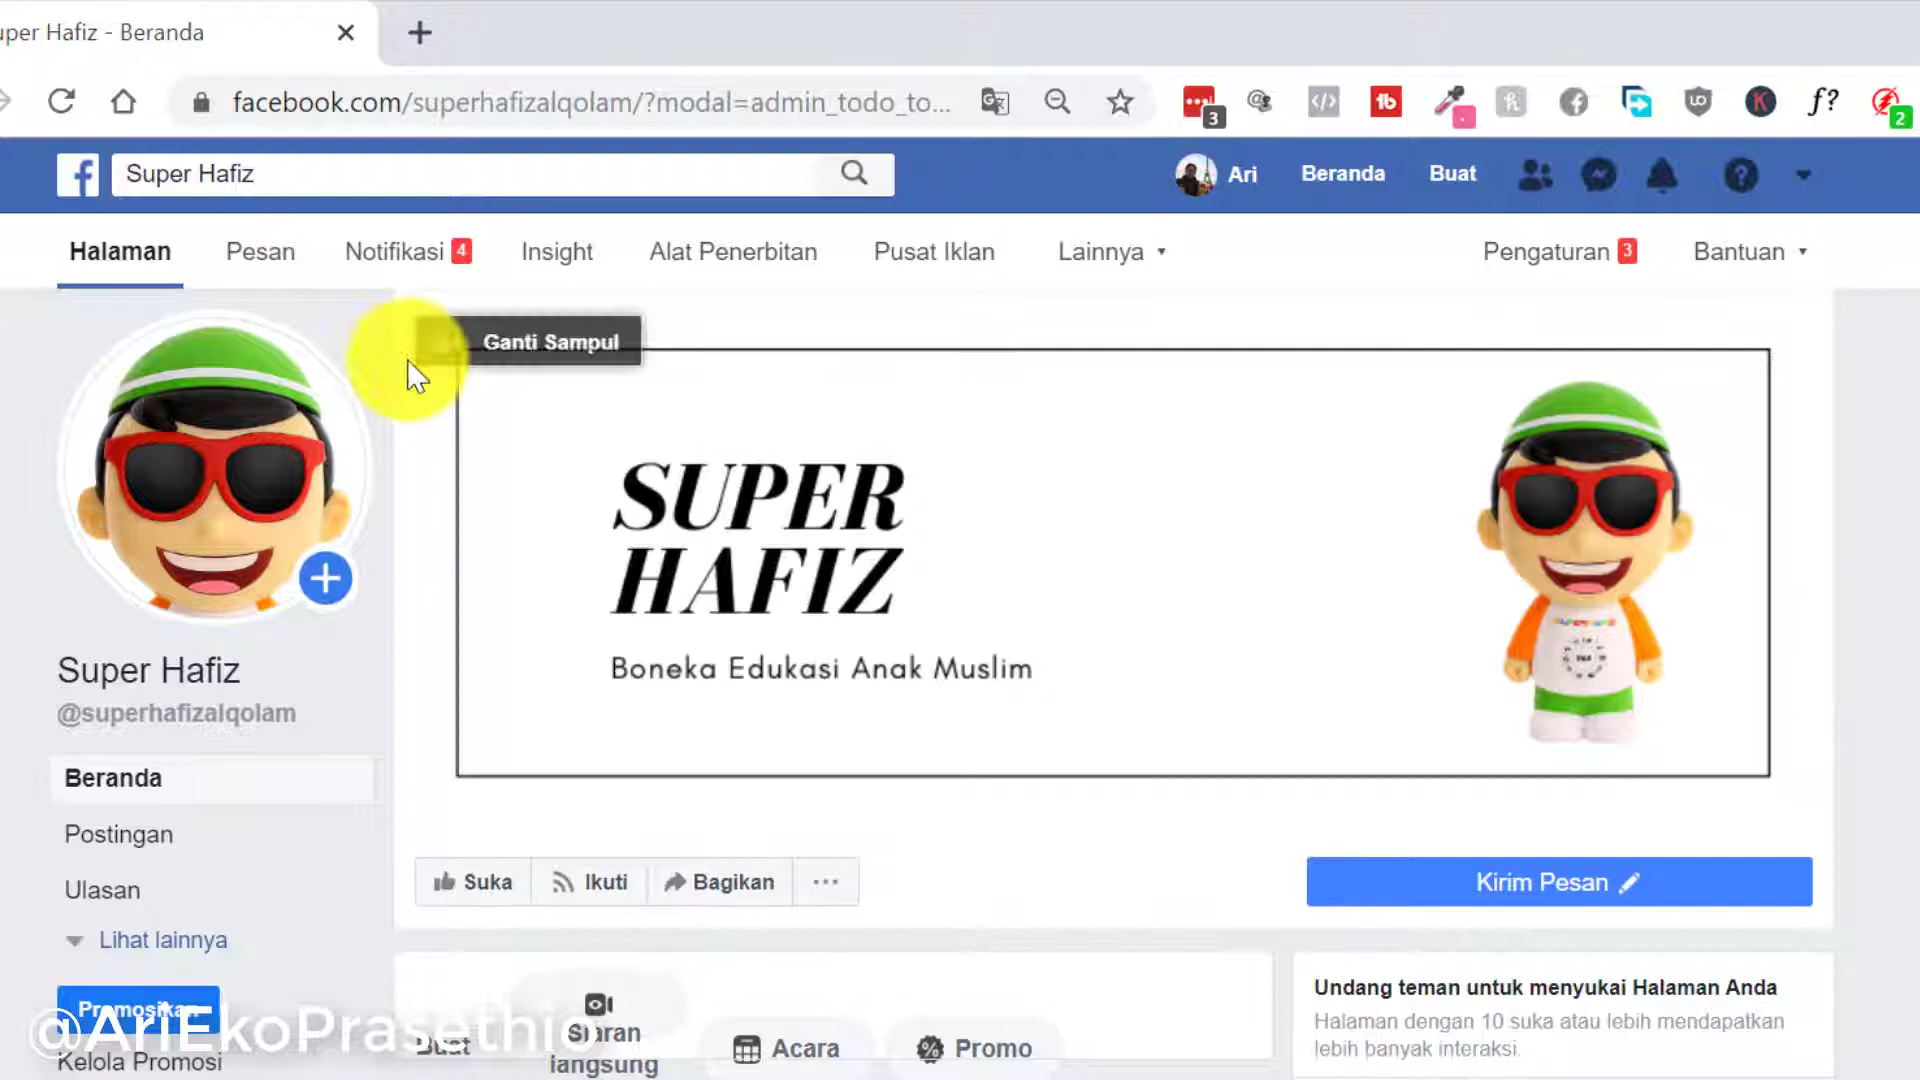 uper Hafiz - Beranda
facebook.com/superhafizalqolam/?modal=admin_todo_to...
3
2
Super Hafiz
Ari
Beranda
Buat
Halaman
Pesan
Notifikasi 4
Insight
Alat Penerbitan
Pusat Iklan
Lainnya
Pengaturan 3
Bantuan
Ganti Sampul
SUPER
HAFIZ
Boneka Edukasi Anak Muslim
Super Hafiz
@superhafizalqolam
Beranda
Postingan
Ulasan
Lihat lainnya
Suka
Ikuti
Bagikan
Kirim Pesan
Promosikan
@AriEkoPrasethio
Kelola Promosi
Buat
Siaran
langsung
Acara
Promo
Undang teman untuk menyukai Halaman Anda
Halaman dengan 10 suka atau lebih mendapatkan
lebih banyak interaksi.